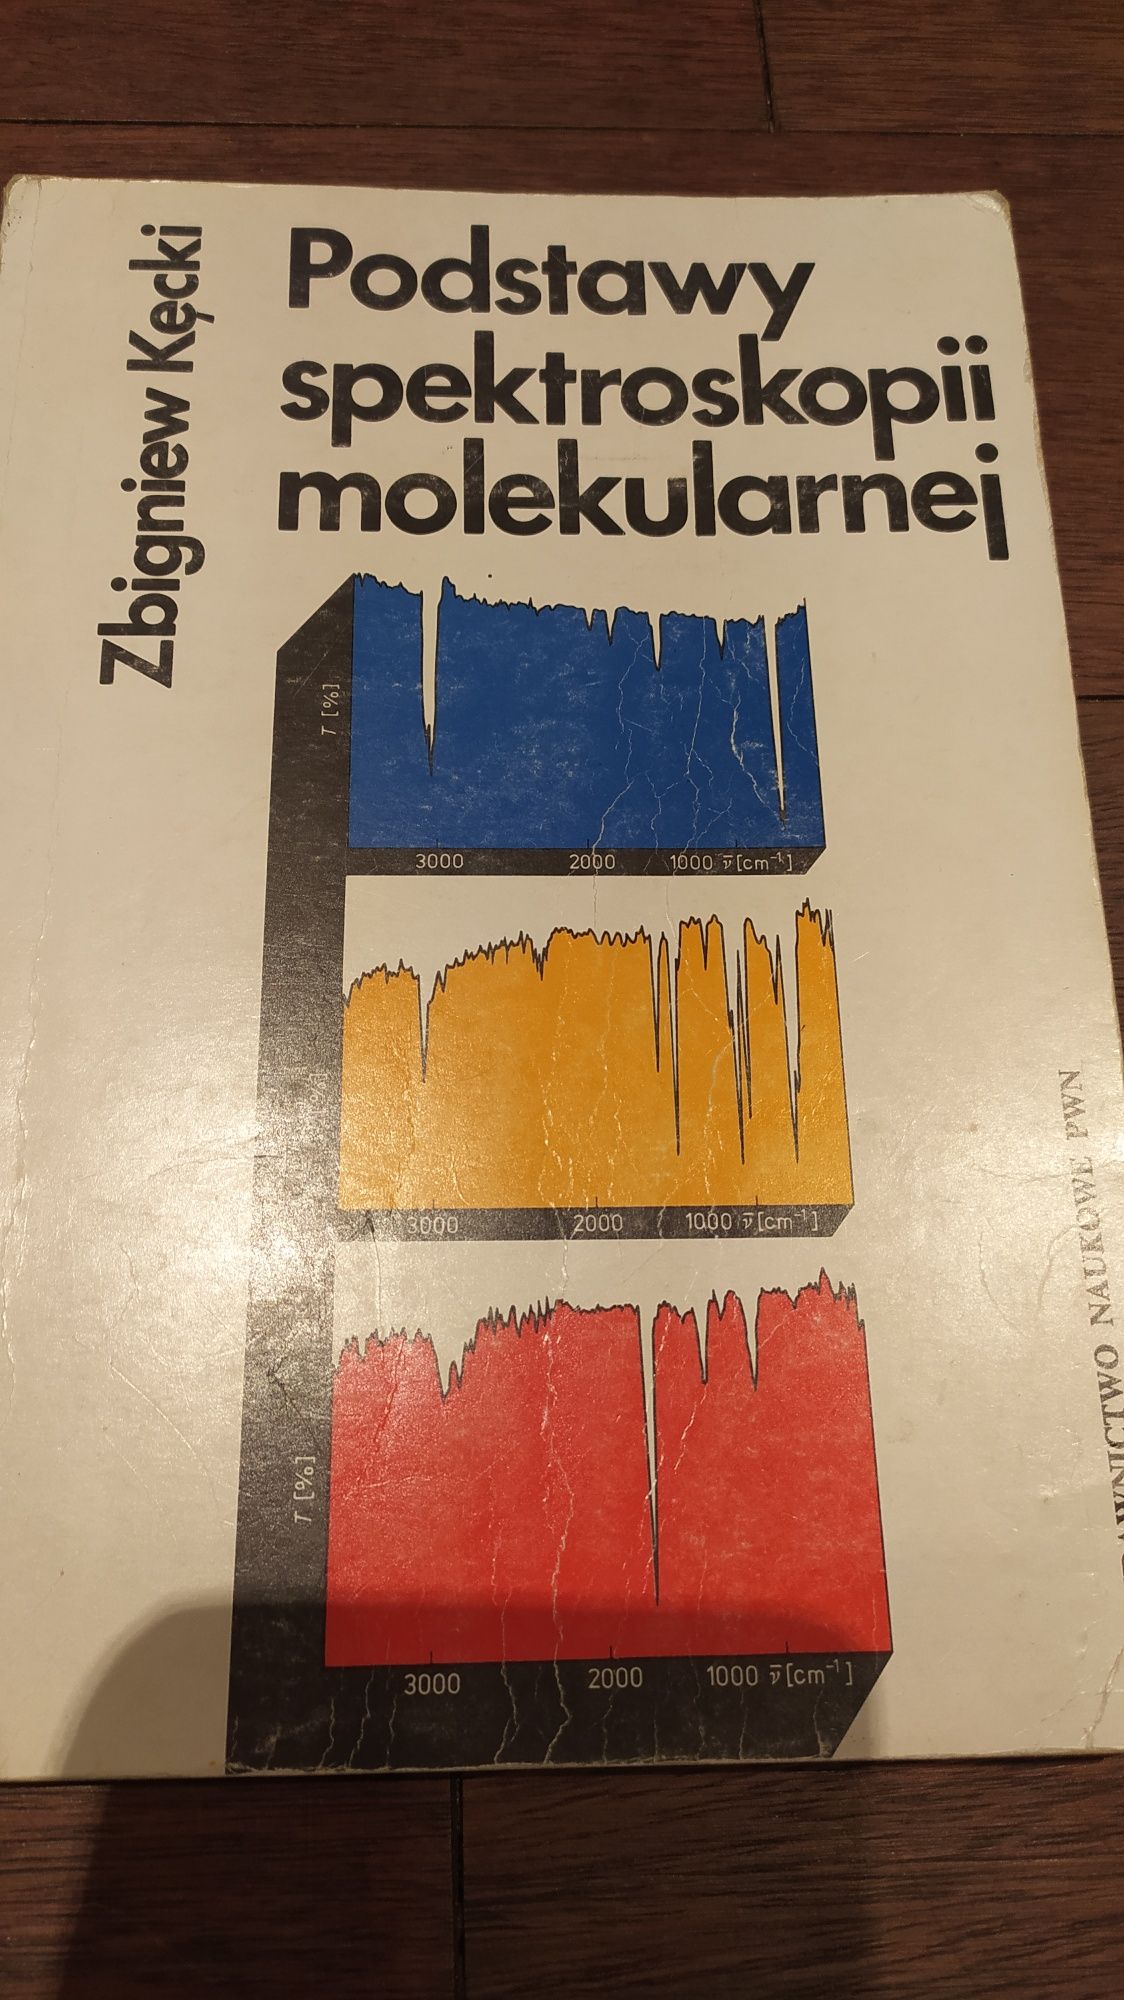 Zbigniew Kęcki
Podstawy
spektroskopii
molekularnej
T [%]
3000 2000 1000 ν̅ [cm⁻¹]
3000 2000 1000 ν̅ [cm⁻¹]
T [%]
3000 2000 1000 ν̅ [cm⁻¹]
NAUKOWE PWN